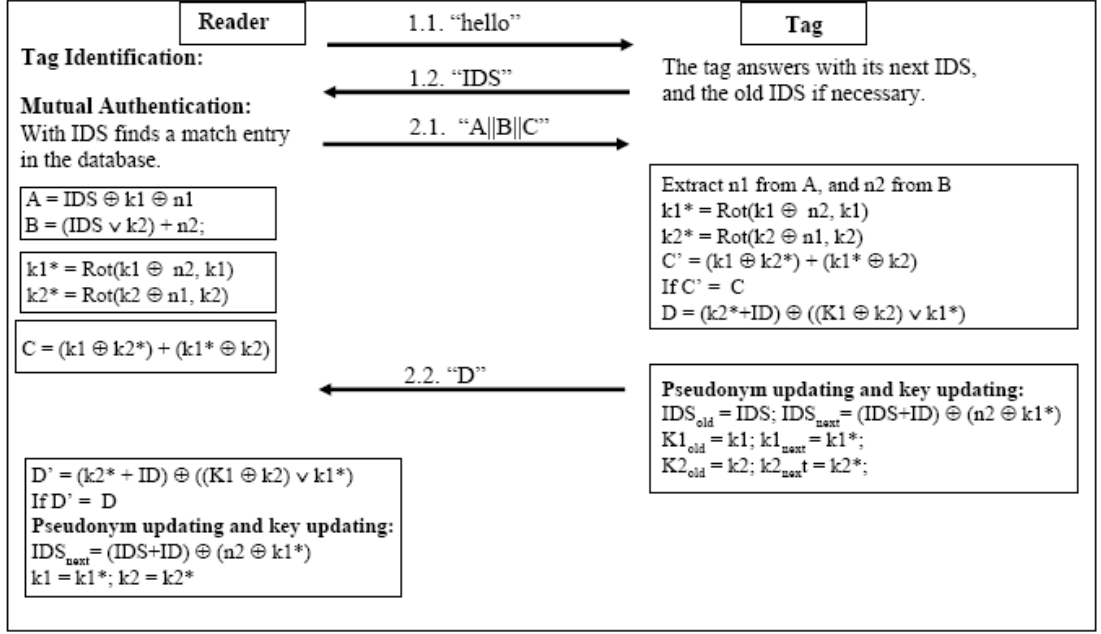 Reader
1.1. “hello”
Tag
Tag Identification:
1.2. “IDS”
The tag answers with its next IDS,
and the old IDS if necessary.
Mutual Authentication:
With IDS finds a match entry
in the database.
2.1. “A||B||C”
A = IDS ⊕ k1 ⊕ n1
B = (IDS ∨ k2) + n2;
k1* = Rot(k1 ⊕ n2, k1)
k2* = Rot(k2 ⊕ n1, k2)
C = (k1 ⊕ k2*) + (k1* ⊕ k2)
Extract n1 from A, and n2 from B
k1* = Rot(k1 ⊕ n2, k1)
k2* = Rot(k2 ⊕ n1, k2)
C’ = (k1 ⊕ k2*) + (k1* ⊕ k2)
If C’ = C
D = (k2*+ID) ⊕ ((K1 ⊕ k2) ∨ k1*)
2.2. “D”
Pseudonym updating and key updating:
IDSold = IDS; IDSnext= (IDS+ID) ⊕ (n2 ⊕ k1*)
K1old = k1; k1next = k1*;
K2old = k2; k2next = k2*;
D’ = (k2* + ID) ⊕ ((K1 ⊕ k2) ∨ k1*)
If D’ = D
Pseudonym updating and key updating:
IDSnext= (IDS+ID) ⊕ (n2 ⊕ k1*)
k1 = k1*; k2 = k2*